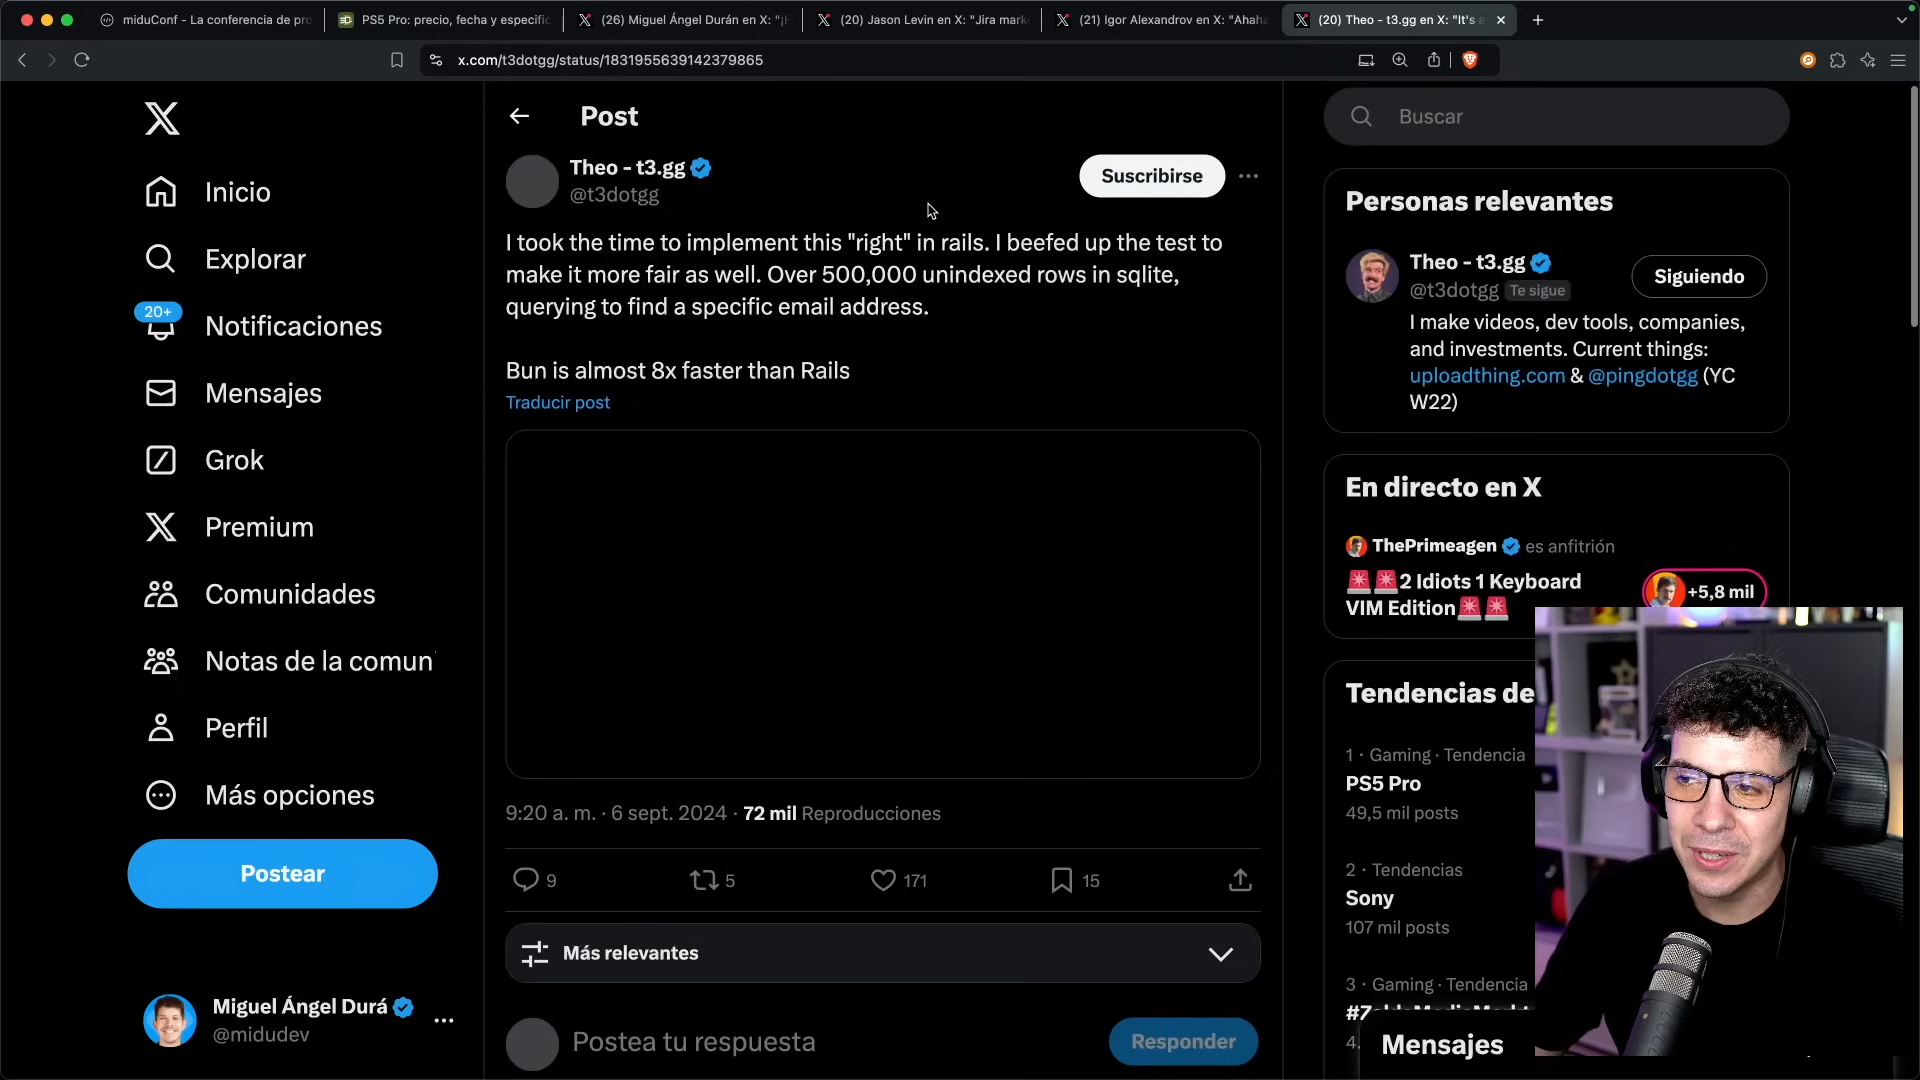 miduConf - La conferencia de pro
PS5 Pro: precio, fecha y especific
(26) Miguel Ángel Durán en X: "¡H
(20) Jason Levin en X: "Jira mark
(21) Igor Alexandrov en X: "Ahaha
(20) Theo - t3.gg en X: "It's a
x.com/t3dotgg/status/1831955639142379865
Inicio
Explorar
20+
Notificaciones
Mensajes
Grok
Premium
Comunidades
Notas de la comun
Perfil
Más opciones
Postear
Miguel Ángel Durá
@midudev
Post
Theo - t3.gg
@t3dotgg
Suscribirse
I took the time to implement this "right" in rails. I beefed up the test to
make it more fair as well. Over 500,000 unindexed rows in sqlite,
querying to find a specific email address.
Bun is almost 8x faster than Rails
Traducir post
9:20 a. m. · 6 sept. 2024 · 72 mil Reproducciones
9
5
171
15
Más relevantes
Postea tu respuesta
Responder
Buscar
Personas relevantes
Theo - t3.gg
@t3dotgg Te sigue
Siguiendo
I make videos, dev tools, companies,
and investments. Current things:
uploadthing.com & @pingdotgg (YC
W22)
En directo en X
ThePrimeagen es anfitrión
🚨🚨2 Idiots 1 Keyboard
VIM Edition🚨🚨
+5,8 mil
Tendencias de
1 · Gaming · Tendencia
PS5 Pro
49,5 mil posts
2 · Tendencias
Sony
107 mil posts
3 · Gaming · Tendencia
4.
Mensajes